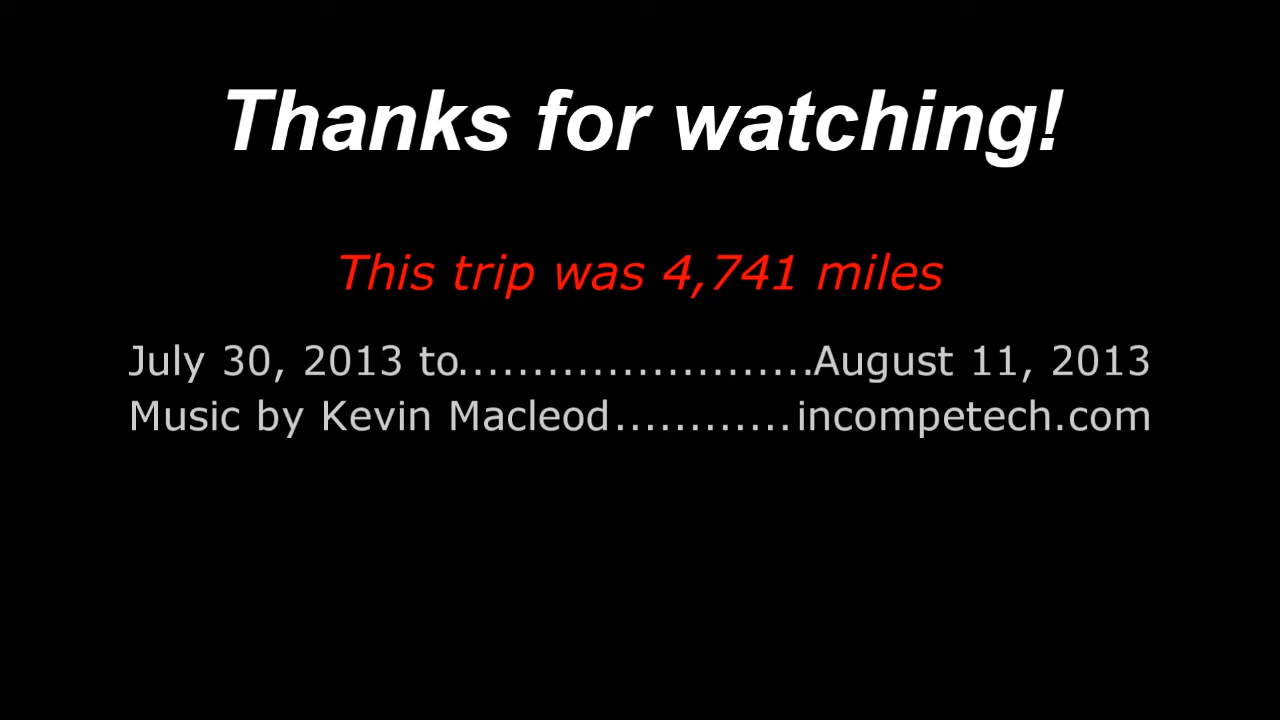 Thanks for watching!
This trip was 4,741 miles
July 30, 2013 to........................August 11, 2013
Music by Kevin Macleod............incompetech.com